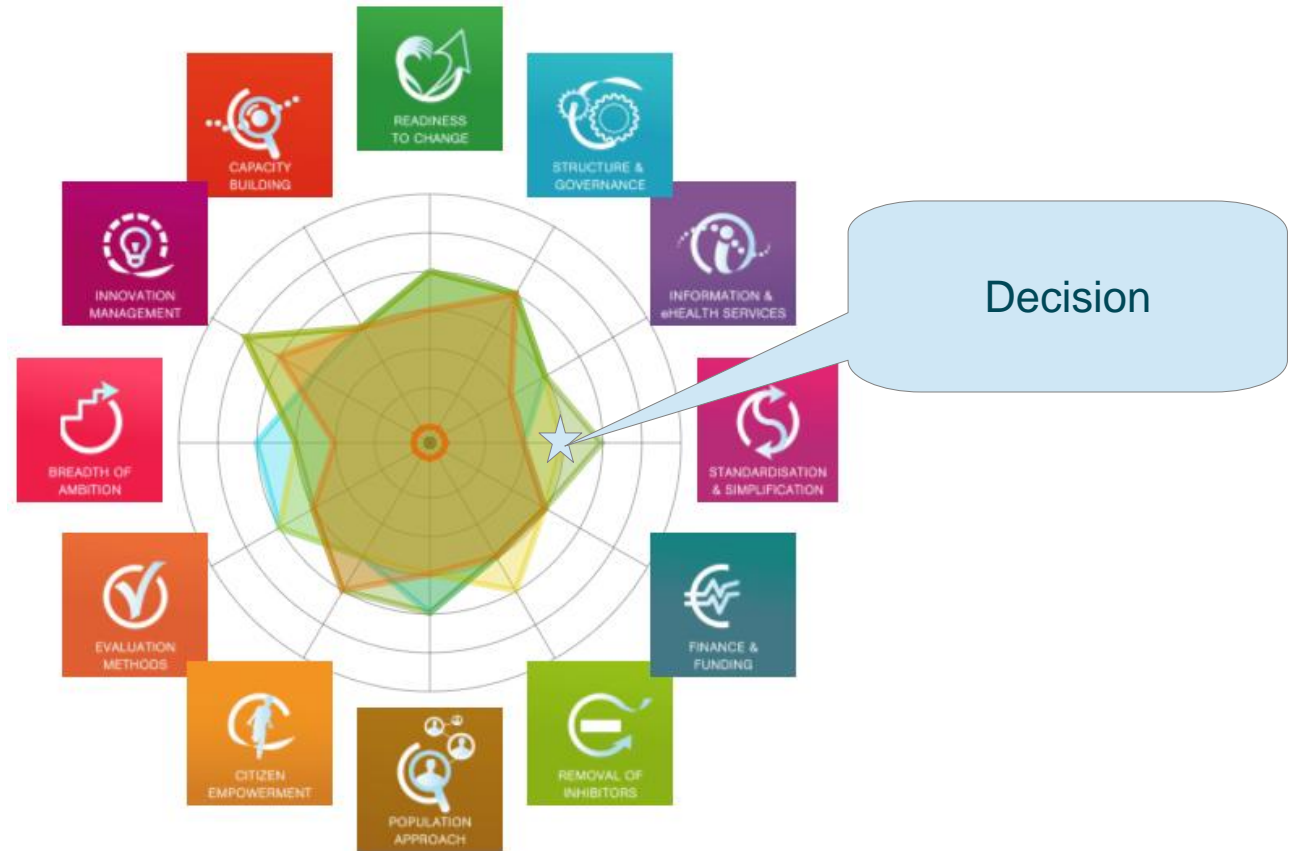 READINESS
TO CHANGE
STRUCTURE &
GOVERNANCE
INFORMATION &
eHEALTH SERVICES
STANDARDISATION
& SIMPLIFICATION
FINANCE &
FUNDING
REMOVAL OF
INHIBITORS
POPULATION
APPROACH
CITIZEN
EMPOWERMENT
EVALUATION
METHODS
BREADTH OF
AMBITION
INNOVATION
MANAGEMENT
CAPACITY
BUILDING
Decision